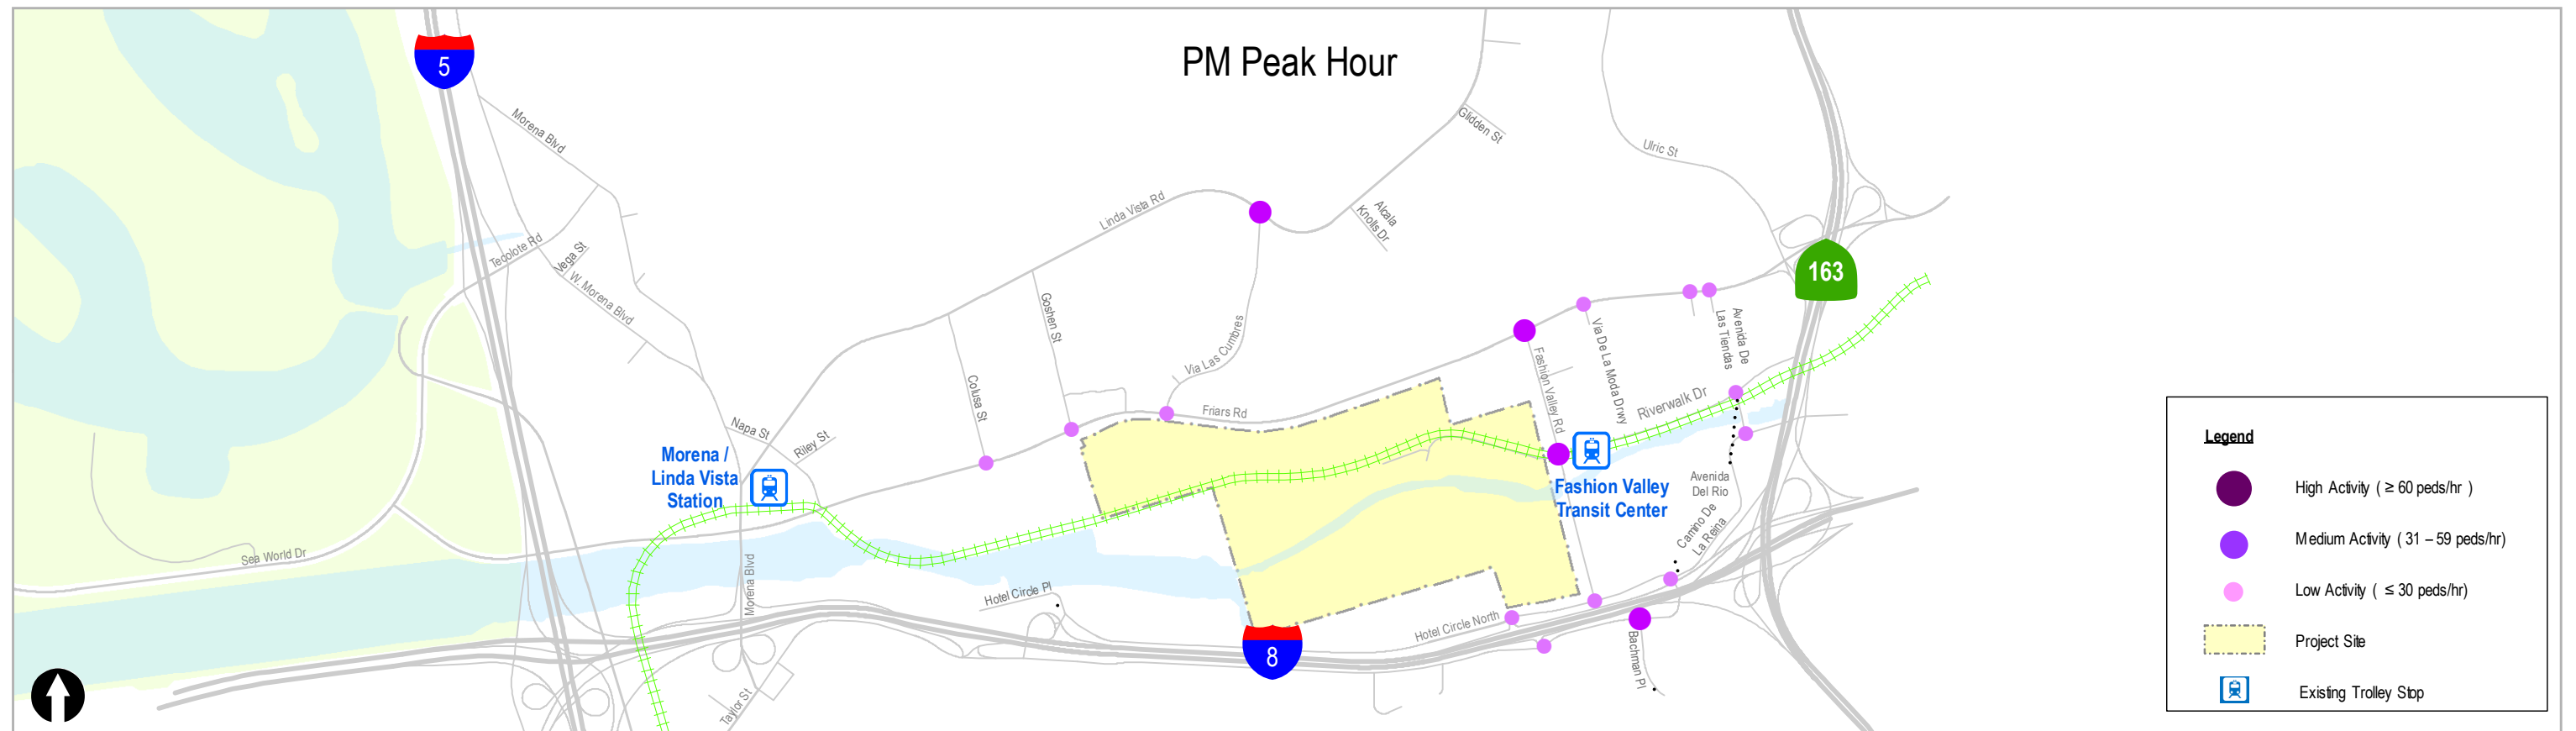 PM Peak Hour
5
Morena Blvd
Glidden St
Ulric St
Linda Vista Rd
Alcala
Knolls Dr
Tecolote Rd
Vega St
W. Morena Blvd
163
Goshen St
Via Las Cumbres
Colusa St
Friars Rd
Fashion Valley Rd
Via De La Moda Drwy
Avenida De
Las Tiendas
Riverwalk Dr
Napa St
Riley St
Morena /
Linda Vista
Station
Fashion Valley
Transit Center
Avenida
Del Rio
Camino De
La Reina
Sea World Dr
Morena Blvd
Hotel Circle Pl
Hotel Circle North
8
Bachman Pl
Taylor St
Legend
High Activity ( ≥ 60 peds/hr )
Medium Activity ( 31 – 59 peds/hr)
Low Activity ( ≤ 30 peds/hr)
Project Site
Existing Trolley Stop